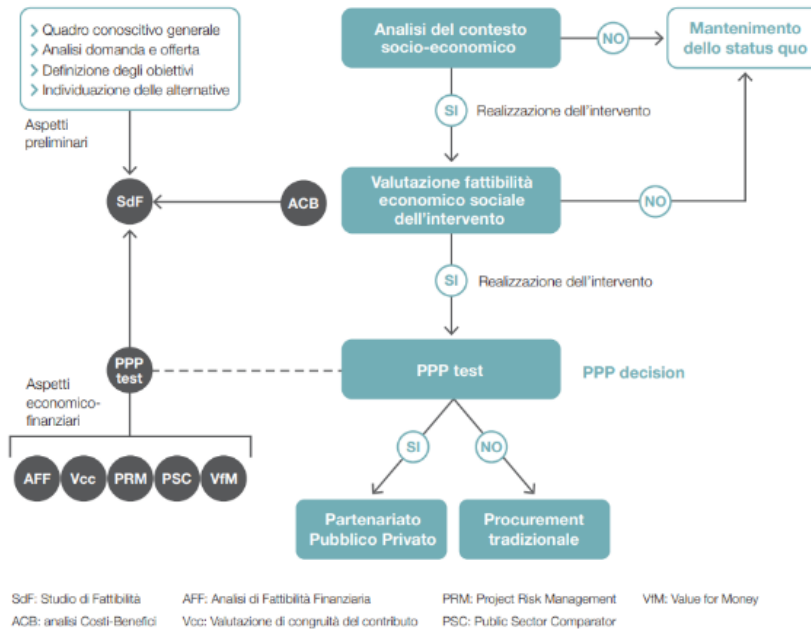 > Quadro conoscitivo generale
> Analisi domanda e offerta
> Definizione degli obiettivi
> Individuazione delle alternative
Analisi del contesto
socio-economico
NO
Mantenimento
dello status quo
Aspetti
preliminari
SI
Realizzazione dell'intervento
SdF
ACB
Valutazione fattibilità
economico sociale
dell'intervento
NO
SI
Realizzazione dell'intervento
PPP
test
PPP test
PPP decision
Aspetti
economico-
finanziari
SI
NO
AFF
Vcc
PRM
PSC
VfM
Partenariato
Pubblico Privato
Procurement
tradizionale
SdF: Studio di Fattibilità
AFF: Analisi di Fattibilità Finanziaria
PRM: Project Risk Management
VfM: Value for Money
ACB: analisi Costi-Benefici
Vcc: Valutazione di congruità del contributo
PSC: Public Sector Comparator